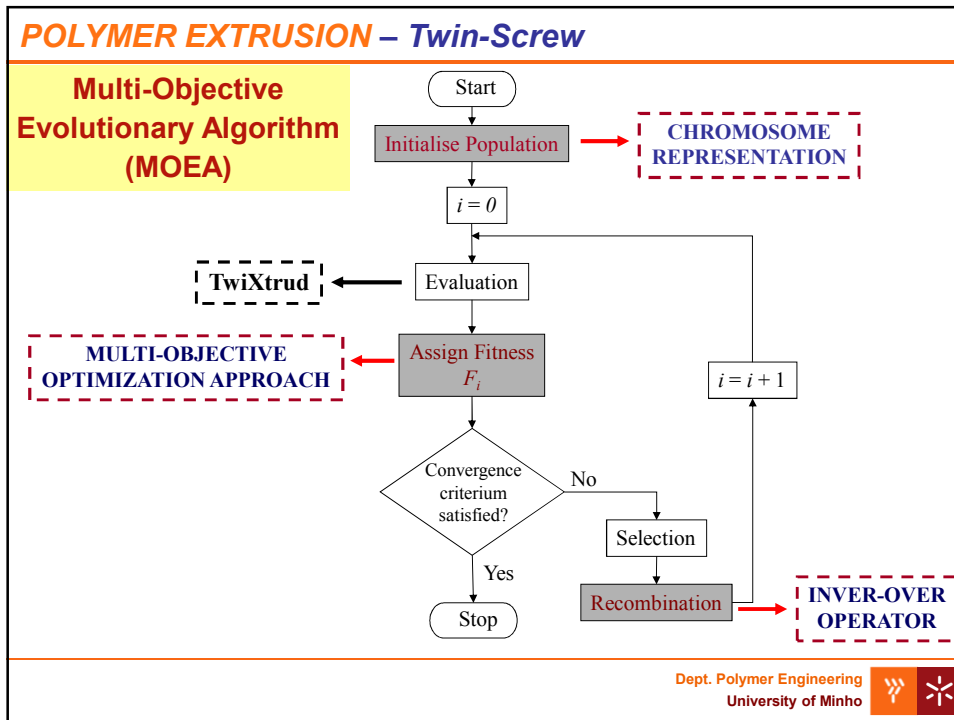 POLYMER EXTRUSION – Twin-Screw
Multi-Objective
Evolutionary Algorithm
(MOEA)
Start
Initialise Population
CHROMOSOME
REPRESENTATION
i = 0
TwiXtrud
Evaluation
MULTI-OBJECTIVE
OPTIMIZATION APPROACH
Assign Fitness
Fi
i = i + 1
Convergence
criterium
satisfied?
No
Selection
Yes
Recombination
INVER-OVER
OPERATOR
Stop
Dept. Polymer Engineering
University of Minho